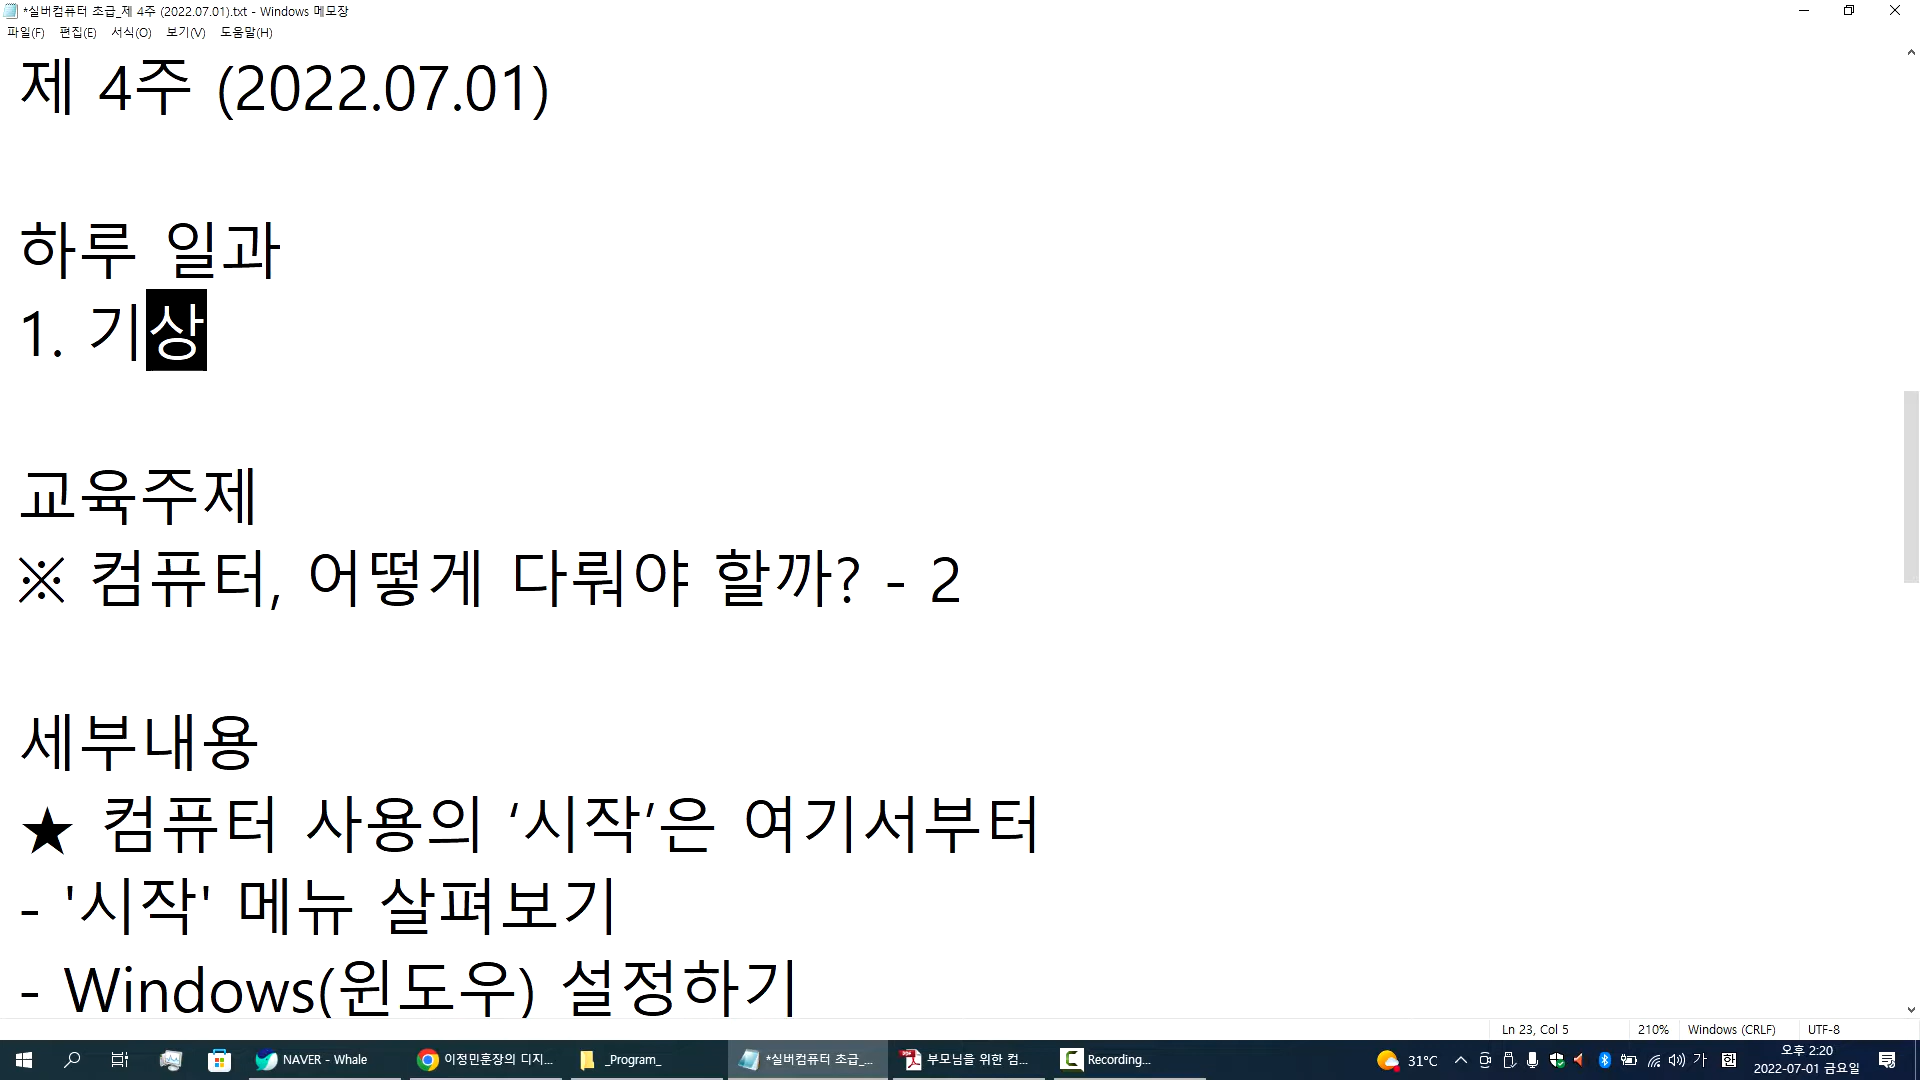 *실버컴퓨터 초급_제 4주 (2022.07.01).txt - Windows 메모장
파일(F) 편집(E) 서식(O) 보기(V) 도움말(H)
제 4주 (2022.07.01)
하루 일과
1. 기상
교육주제
※ 컴퓨터, 어떻게 다뤄야 할까? - 2
세부내용
★ 컴퓨터 사용의 ‘시작’은 여기서부터
- '시작' 메뉴 살펴보기
- Windows(윈도우) 설정하기
Ln 23, Col 5 210% Windows (CRLF) UTF-8
NAVER - Whale 이정민훈장의 디지... _Program_ *실버컴퓨터 초급_... 부모님을 위한 컴... Recording... 31°C 가 한 오후 2:20
2022-07-01 금요일